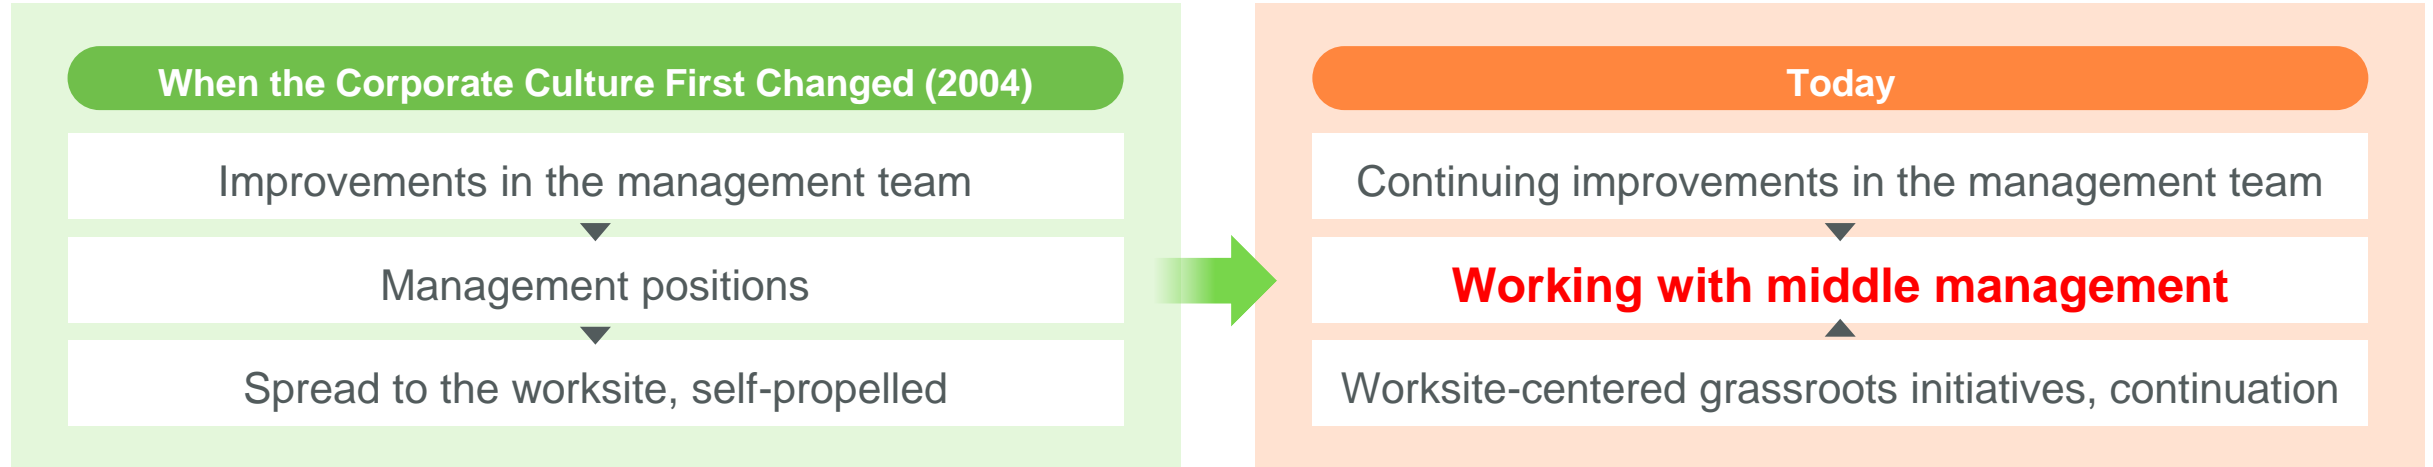 When the Corporate Culture First Changed (2004)
Improvements in the management team
Management positions
Spread to the worksite, self-propelled
Today
Continuing improvements in the management team
Working with middle management
Worksite-centered grassroots initiatives, continuation